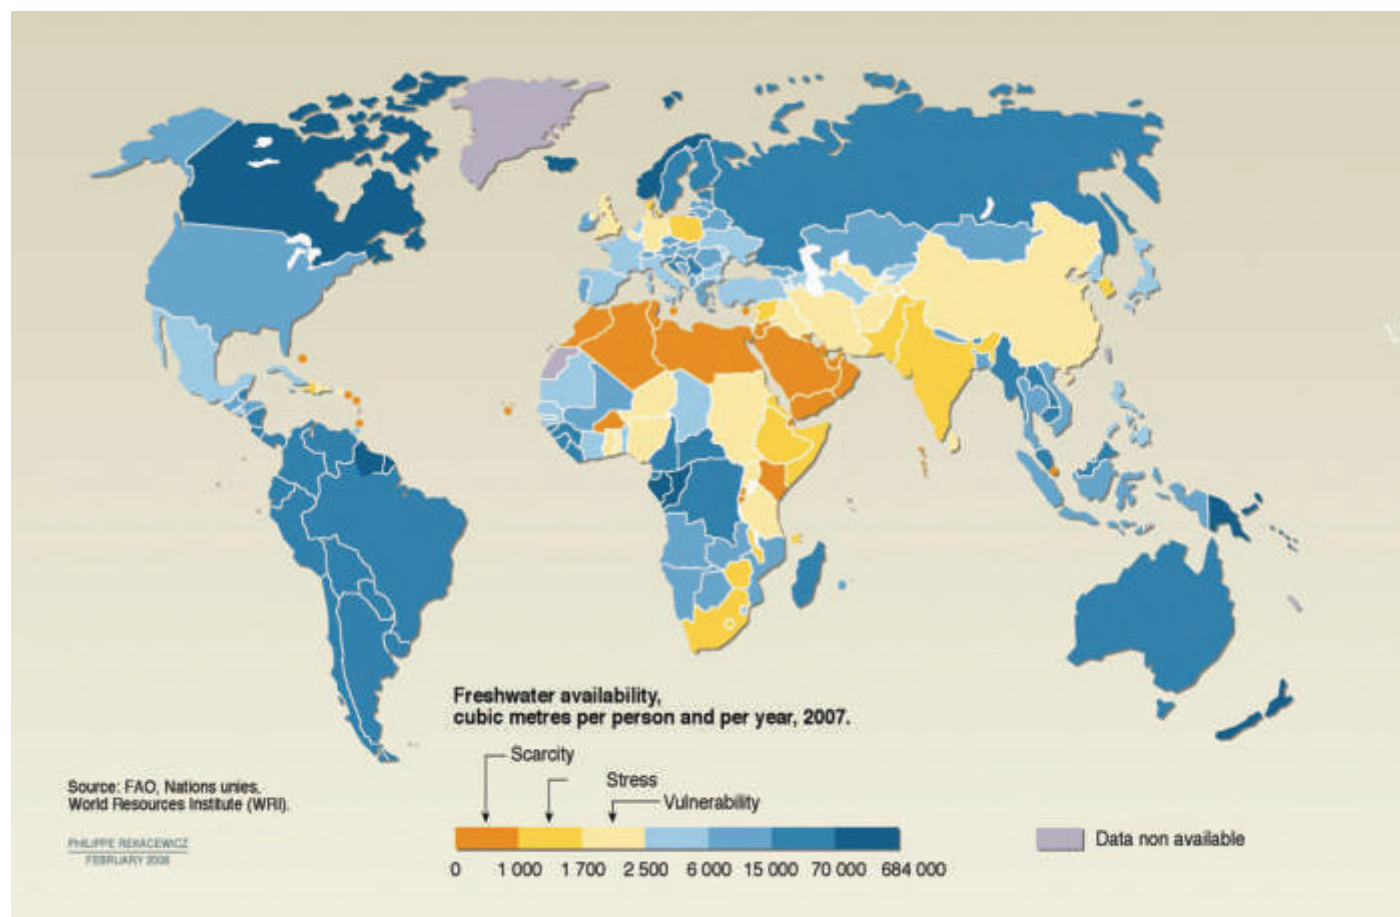 Freshwater availability,
cubic metres per person and per year, 2007.
Scarcity
Stress
Vulnerability
0 1 000 1 700 2 500 6 000 15 000 70 000 684 000
Data non available
Source: FAO, Nations unies,
World Resources Institute (WRI).
PHILIPPE REKACEWICZ
FEBRUARY 2008